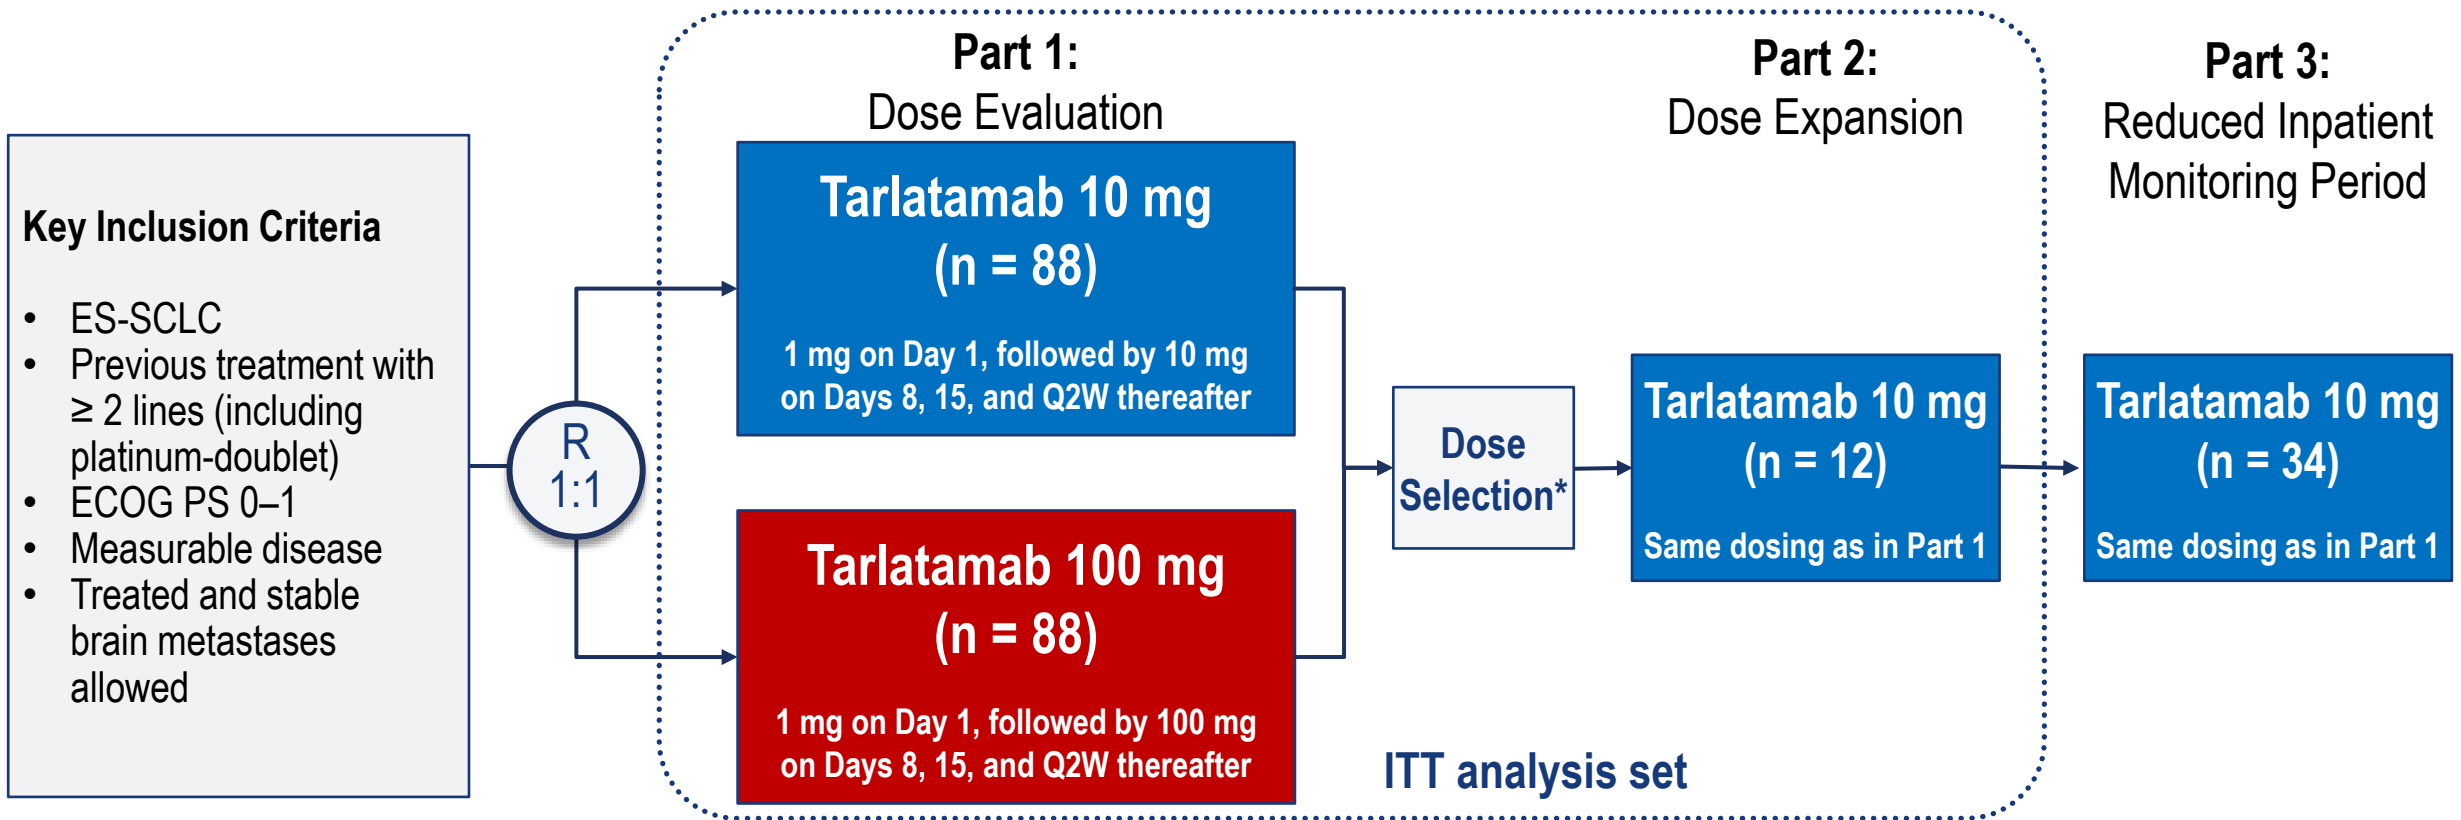 Key Inclusion Criteria
• ES-SCLC
• Previous treatment with
≥ 2 lines (including
platinum-doublet)
• ECOG PS 0–1
• Measurable disease
• Treated and stable
brain metastases
allowed
R
1:1
Part 1:
Dose Evaluation
Tarlatamab 10 mg
(n = 88)
1 mg on Day 1, followed by 10 mg
on Days 8, 15, and Q2W thereafter
Tarlatamab 100 mg
(n = 88)
1 mg on Day 1, followed by 100 mg
on Days 8, 15, and Q2W thereafter
Dose
Selection*
Part 2:
Dose Expansion
Tarlatamab 10 mg
(n = 12)
Same dosing as in Part 1
ITT analysis set
Part 3:
Reduced Inpatient
Monitoring Period
Tarlatamab 10 mg
(n = 34)
Same dosing as in Part 1